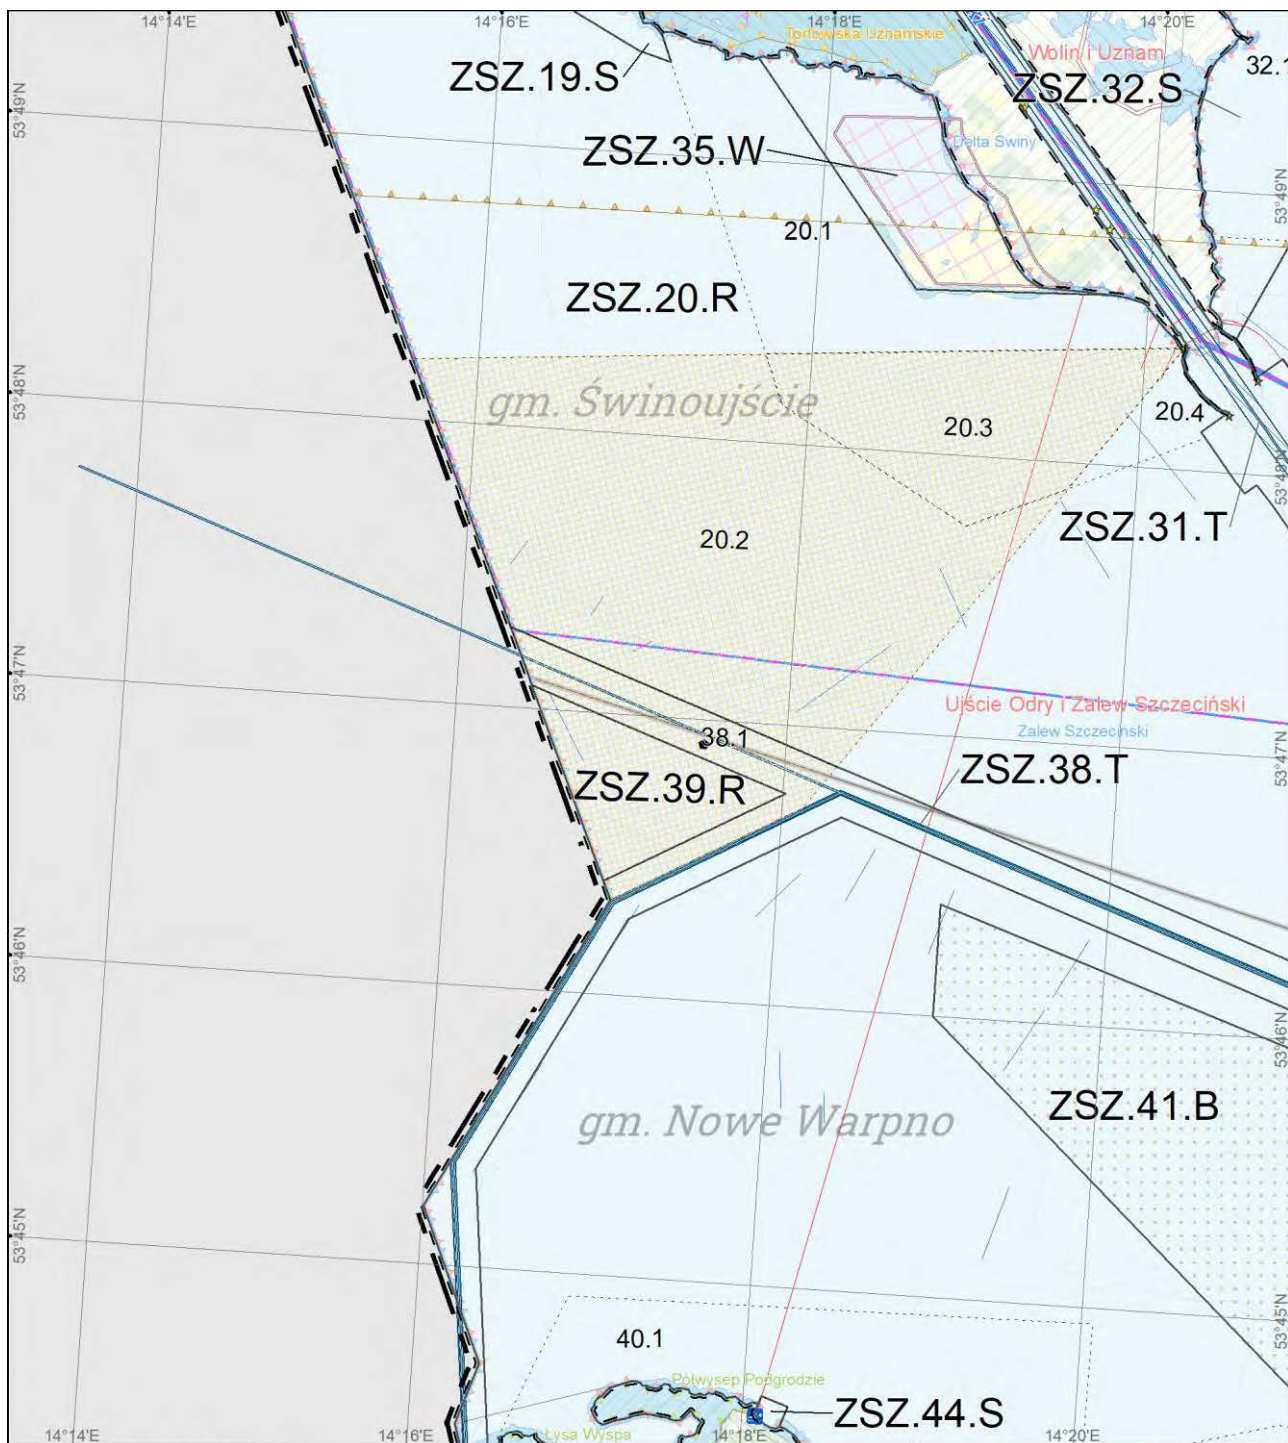 14°14'E
14°16'E
14°18'E
14°20'E
Torfowiska Uznamskie
Wolin i Uznam
32.1
ZSZ.19.S
ZSZ.32.S
53°49'N
ZSZ.35.W
Delta Świny
53°49'N
20.1
ZSZ.20.R
53°48'N
gm. Świnoujście
20.3
20.4
53°48'N
20.2
ZSZ.31.T
53°47'N
Ujście Odry i Zalew Szczeciński
Zalew Szczeciński
38.1
53°47'N
ZSZ.38.T
ZSZ.39.R
53°46'N
53°46'N
ZSZ.41.B
gm. Nowe Warpno
53°45'N
53°45'N
40.1
Półwysep Podgrodzie
ZSZ.44.S
Łysa Wyspa
14°14'E
14°16'E
14°18'E
14°20'E